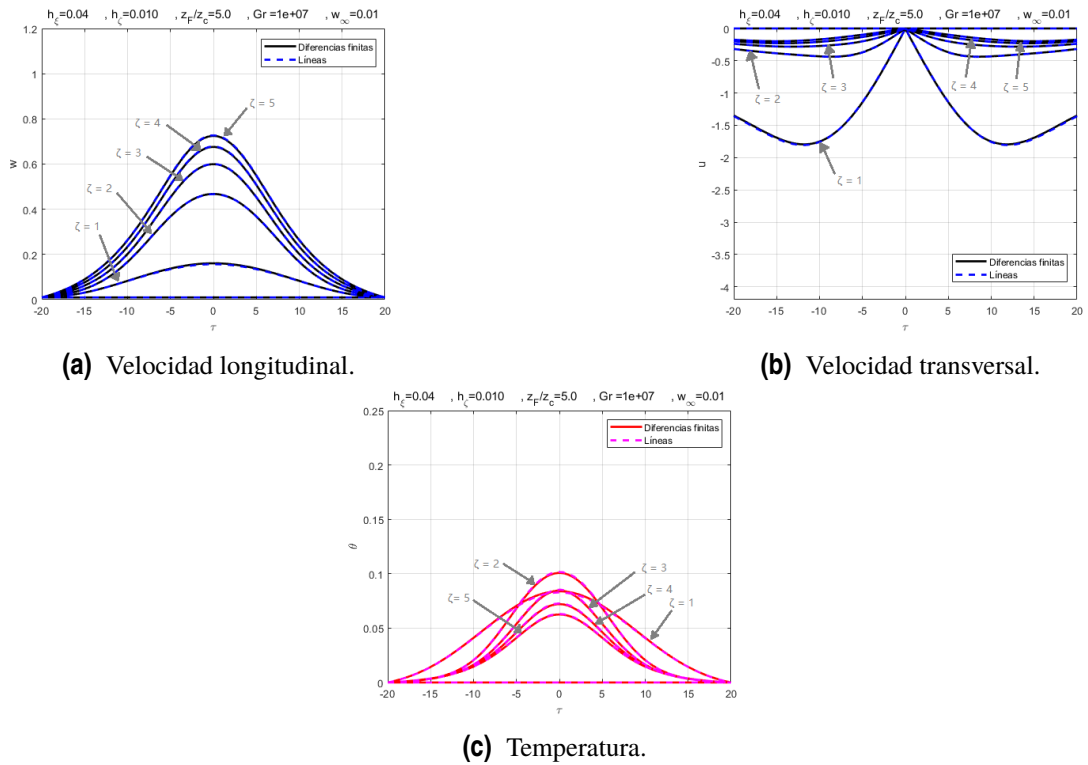 h_ξ=0.04 , h_ζ=0.010 , z_F/z_c=5.0 , Gr =1e+07 , w_∞=0.01
1.2
1
0.8
0.6
0.4
0.2
0
w
-20 -15 -10 -5 0 5 10 15 20
τ
Diferencias finitas
Líneas
ζ = 5
ζ = 4
ζ = 3
ζ = 2
ζ = 1
(a) Velocidad longitudinal.
h_ξ=0.04 , h_ζ=0.010 , z_F/z_c=5.0 , Gr =1e+07 , w_∞=0.01
0
-0.5
-1
-1.5
-2
-2.5
-3
-3.5
-4
u
-20 -15 -10 -5 0 5 10 15 20
τ
ζ = 2
ζ = 3
ζ = 4
ζ = 5
ζ = 1
Diferencias finitas
Líneas
(b) Velocidad transversal.
h_ξ=0.04 , h_ζ=0.010 , z_F/z_c=5.0 , Gr =1e+07 , w_∞=0.01
0.25
0.2
0.15
0.1
0.05
0
θ
-20 -15 -10 -5 0 5 10 15 20
τ
Diferencias finitas
Líneas
ζ = 2
ζ = 3
ζ= 5
ζ = 4
ζ = 1
(c) Temperatura.